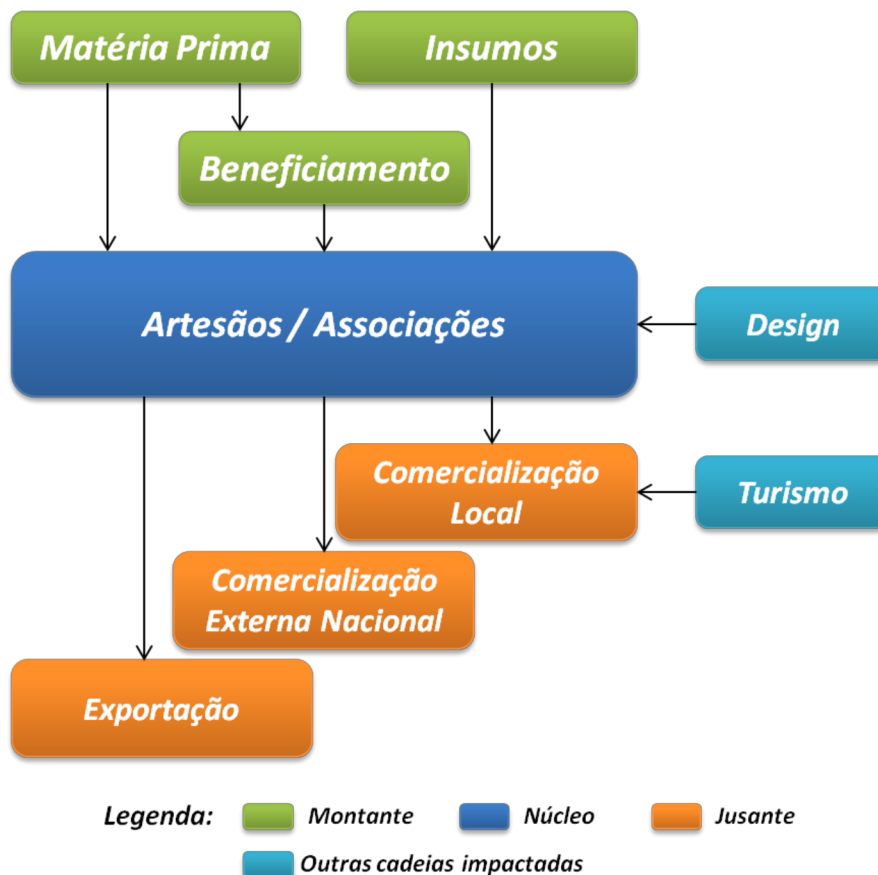 Matéria Prima
Insumos
Beneficiamento
Artesãos / Associações
Design
Comercialização
Local
Turismo
Comercialização
Externa Nacional
Exportação
Legenda:
Montante
Núcleo
Jusante
Outras cadeias impactadas